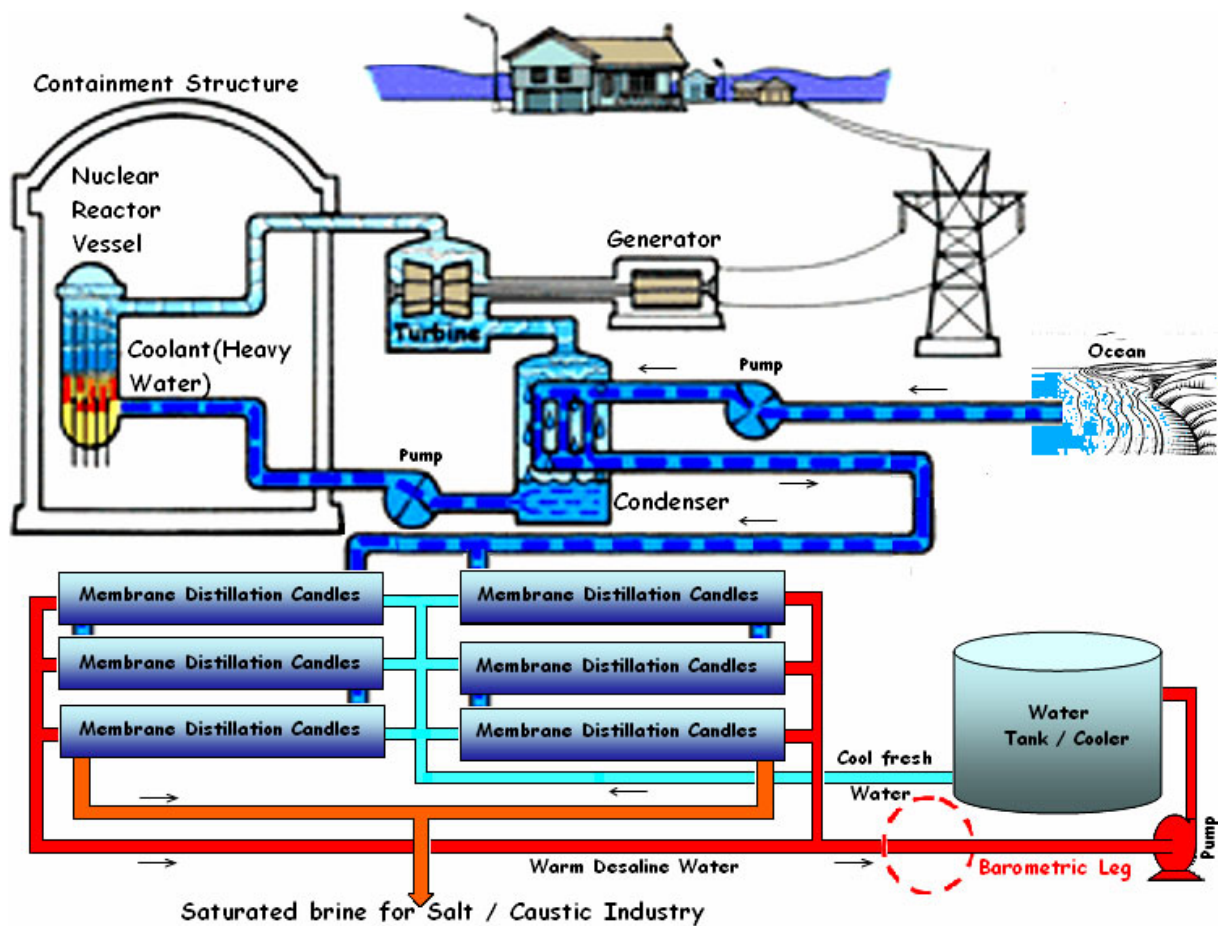 Containment Structure
Nuclear
Reactor
Vessel
Generator
Turbine
Coolant(Heavy
Water)
Pump
Ocean
Pump
Condenser
Membrane Distillation Candles
Membrane Distillation Candles
Membrane Distillation Candles
Membrane Distillation Candles
Membrane Distillation Candles
Membrane Distillation Candles
Water
Tank / Cooler
Cool fresh
Water
Pump
Warm Desaline Water
Barometric Leg
Saturated brine for Salt / Caustic Industry